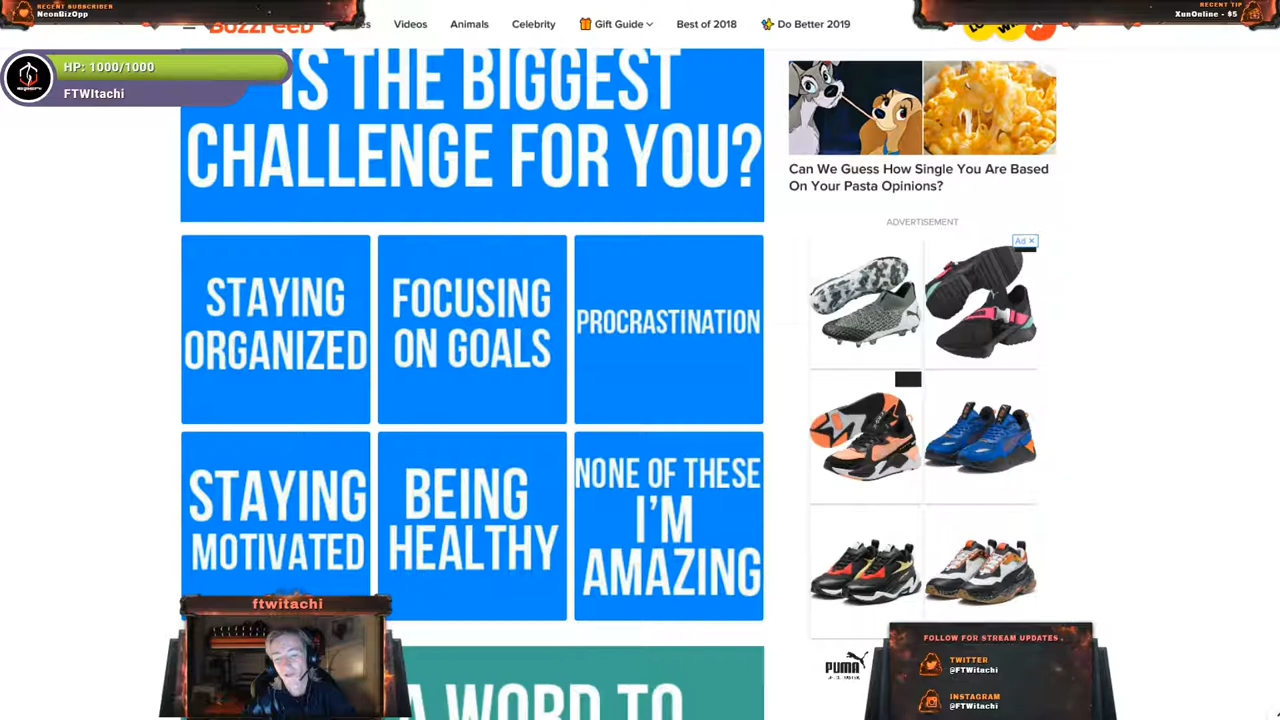 RECENT SUBSCRIBER
NeonBizOpp
Videos
Animals
Celebrity
Gift Guide
Best of 2018
Do Better 2019
RECENT TIP
XunOnline - $5
HP: 1000/1000
FTWItachi
IS THE BIGGEST
CHALLENGE FOR YOU?
STAYING
ORGANIZED
FOCUSING
ON GOALS
PROCRASTINATION
STAYING
MOTIVATED
BEING
HEALTHY
NONE OF THESE
I'M
AMAZING
A WORD TO
Can We Guess How Single You Are Based
On Your Pasta Opinions?
ADVERTISEMENT
Ad
PUMA
ftwitachi
FOLLOW FOR STREAM UPDATES
TWITTER
@FTWitachi
INSTAGRAM
@FTWitachi